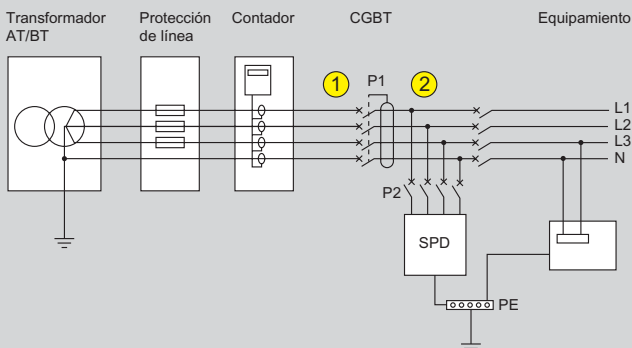 Transformador
AT/BT
Protección
de línea
Contador
CGBT
Equipamiento
1
P1
2
L1
L2
L3
N
P2
SPD
PE